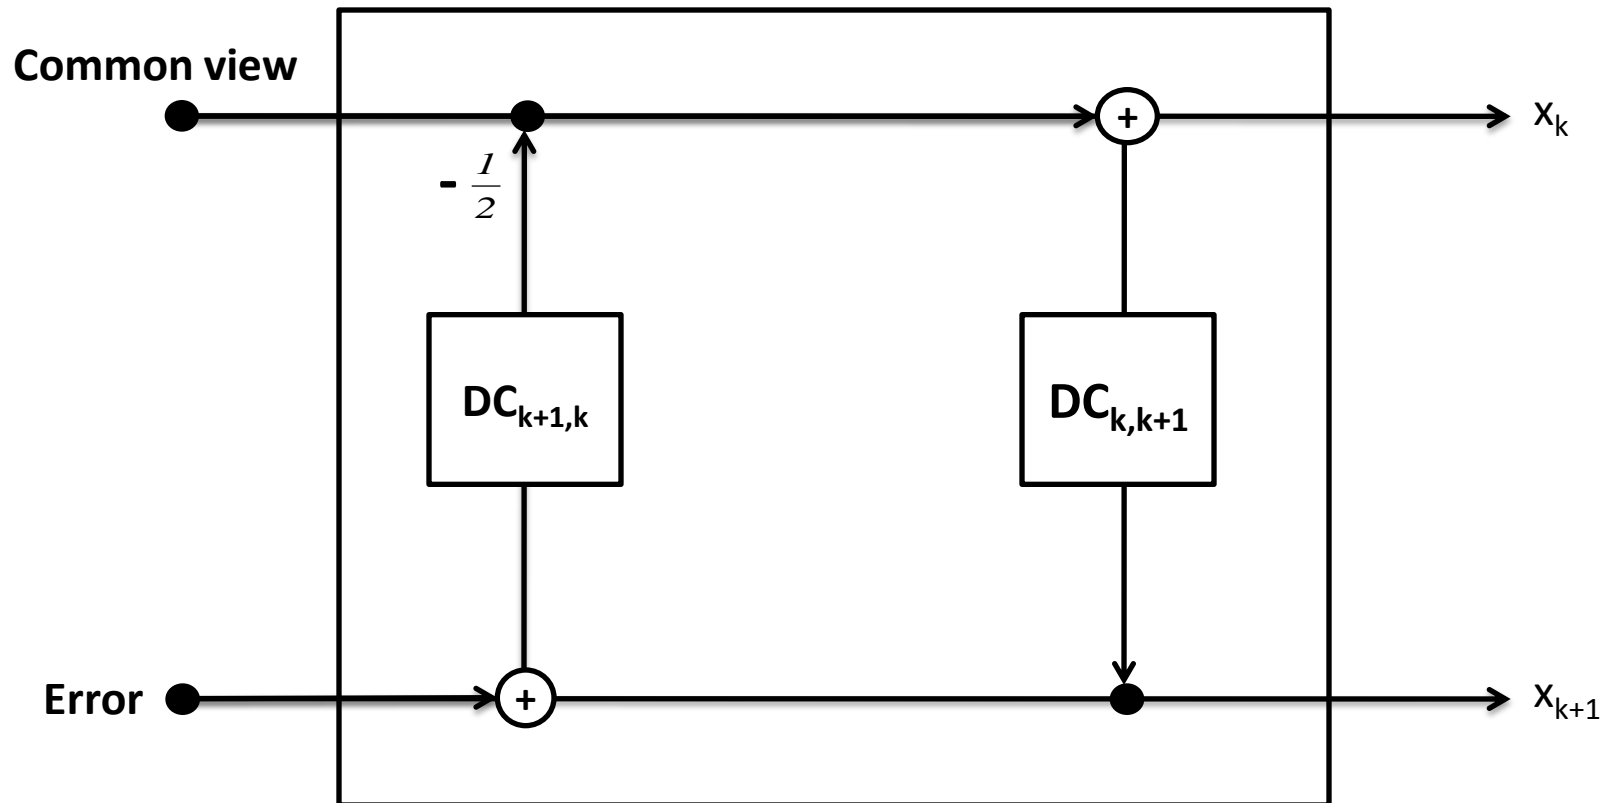 Common view
+
x_k
- 1/2
DC_{k+1,k}
DC_{k,k+1}
Error
+
x_{k+1}